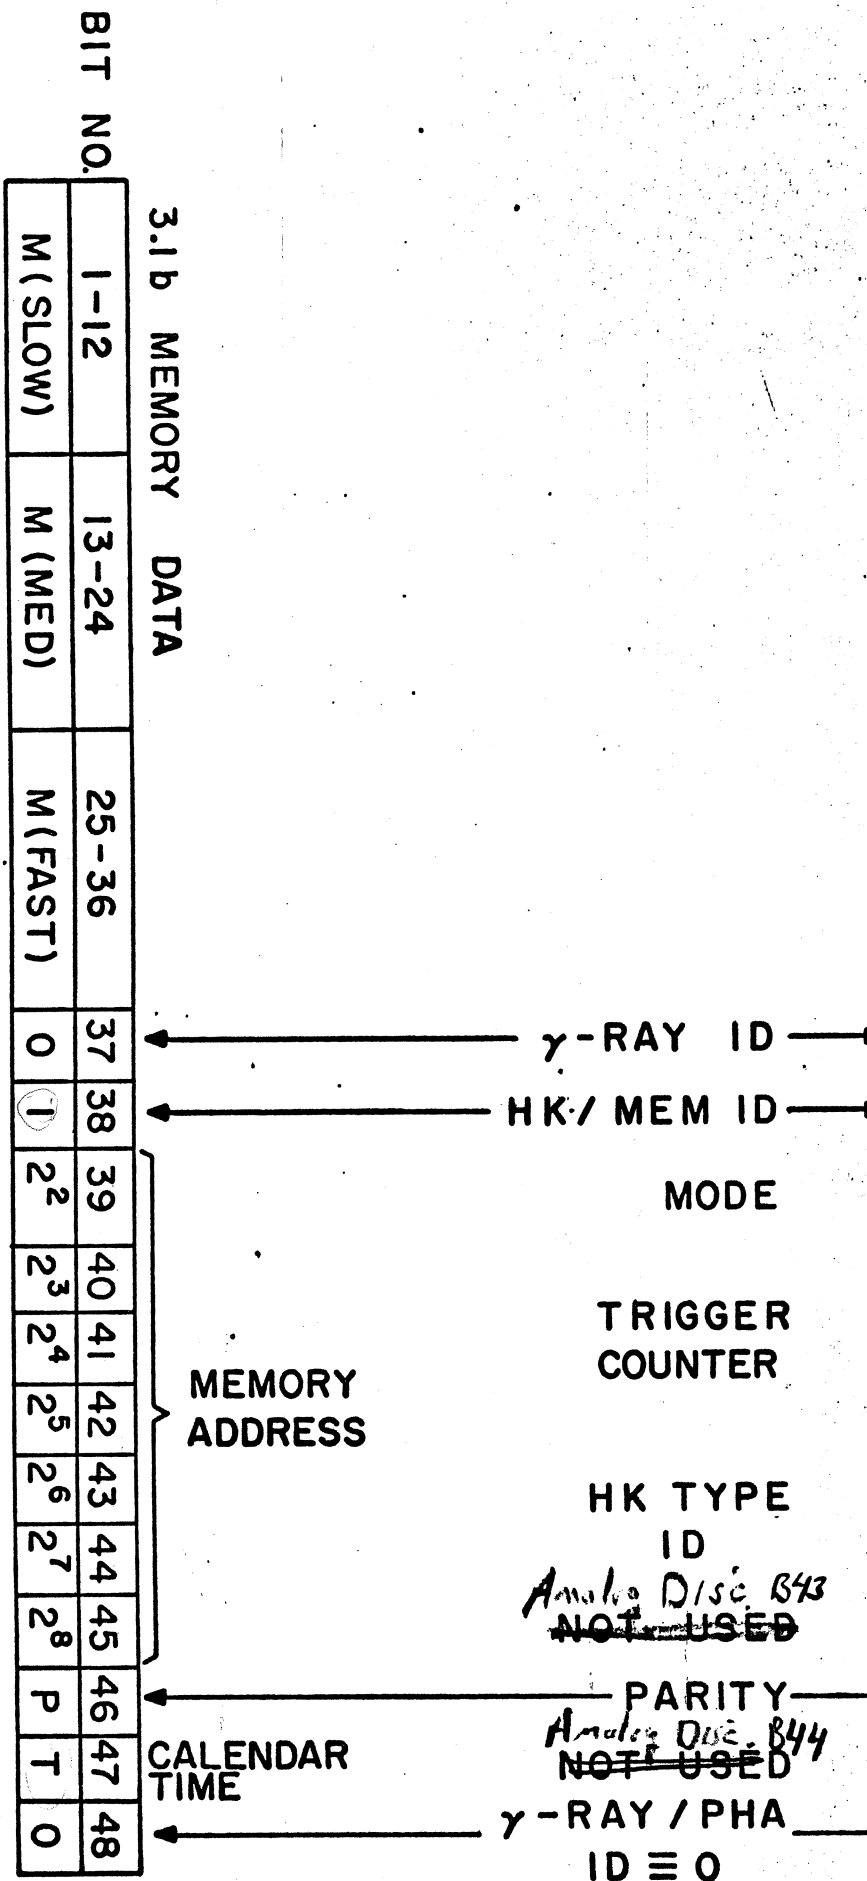 3.1b MEMORY DATA
BIT NO. 1-12 13-24 25-36 37 38 39 40 41 42 43 44 45 46 47 48
M(SLOW) M(MED) M(FAST) 0 1 2² 2³ 2⁴ 2⁵ 2⁶ 2⁷ 2⁸ P T 0
γ-RAY ID
HK/MEM ID
MODE
TRIGGER
COUNTER
MEMORY
ADDRESS
HK TYPE
ID
Analog Disc. B43
NOT USED
PARITY
Analog Disc. B44
NOT USED
CALENDAR
TIME
γ-RAY/PHA
ID ≡ 0